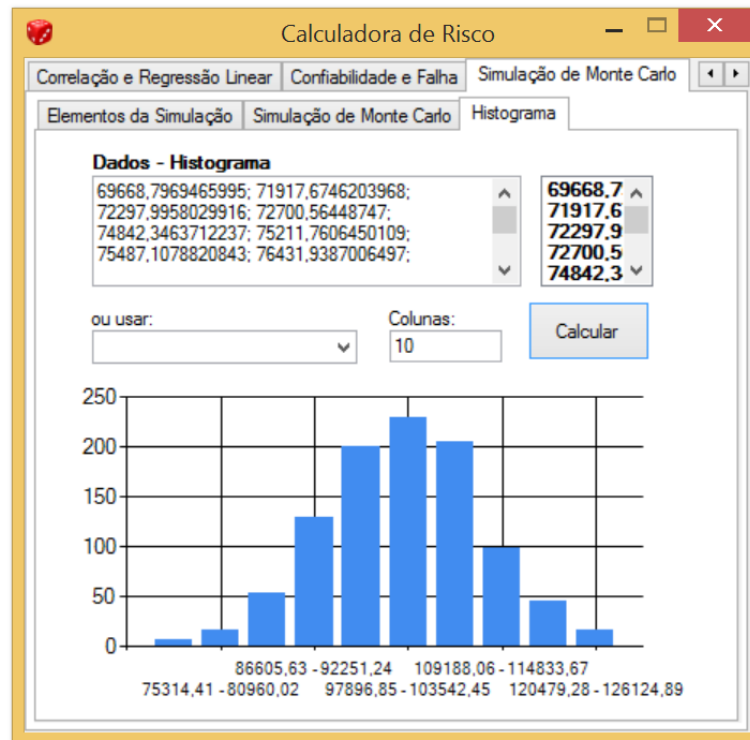 Calculadora de Risco
Correlação e Regressão Linear
Confiabilidade e Falha
Simulação de Monte Carlo
Elementos da Simulação
Simulação de Monte Carlo
Histograma
Dados - Histograma
69668,7969465995; 71917,6746203968;
72297,9958029916; 72700,56448747;
74842,3463712237; 75211,7606450109;
75487,1078820843; 76431,9387006497;
69668,7
71917,6
72297,9
72700,5
74842,3
ou usar:
Colunas:
10
Calcular
250
200
150
100
50
0
86605,63 -92251,24
109188,06 -114833,67
75314,41 -80960,02
97896,85 -103542,45
120479,28 -126124,89